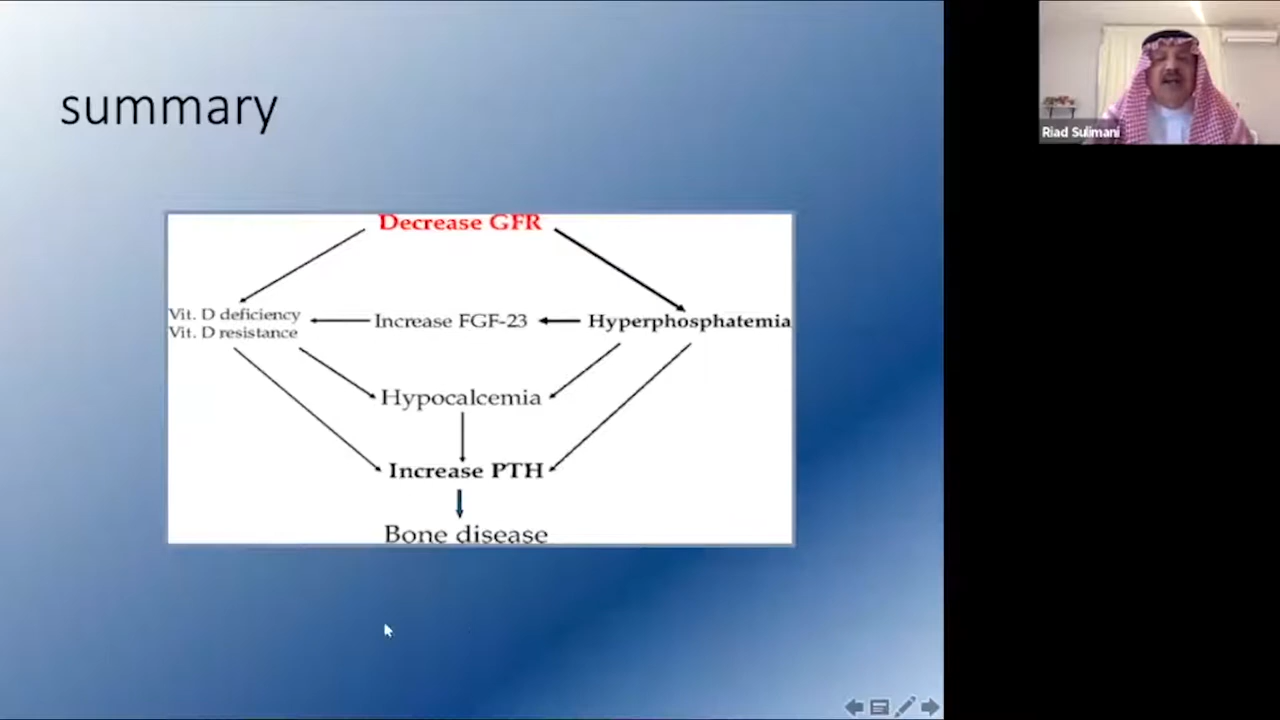 summary
Decrease GFR
Vit. D deficiency
Vit. D resistance
Increase FGF-23
Hyperphosphatemia
Hypocalcemia
Increase PTH
Bone disease
Riad Sulimani